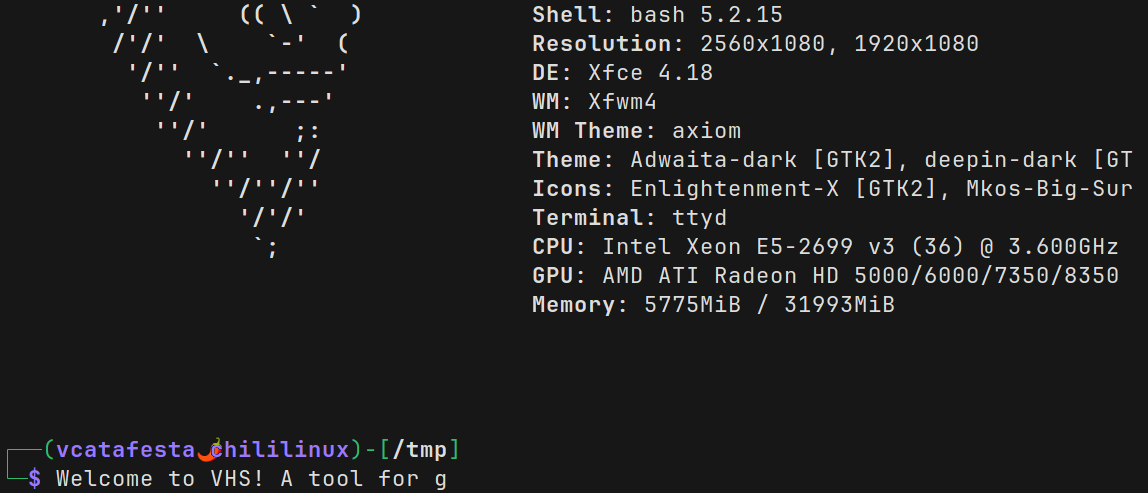 Shell: bash 5.2.15
Resolution: 2560x1080, 1920x1080
DE: Xfce 4.18
WM: Xfwm4
WM Theme: axiom
Theme: Adwaita-dark [GTK2], deepin-dark [GT
Icons: Enlightenment-X [GTK2], Mkos-Big-Sur
Terminal: ttyd
CPU: Intel Xeon E5-2699 v3 (36) @ 3.600GHz
GPU: AMD ATI Radeon HD 5000/6000/7350/8350
Memory: 5775MiB / 31993MiB
(vcatafesta🌶chililinux)-[/tmp]
$ Welcome to VHS! A tool for g